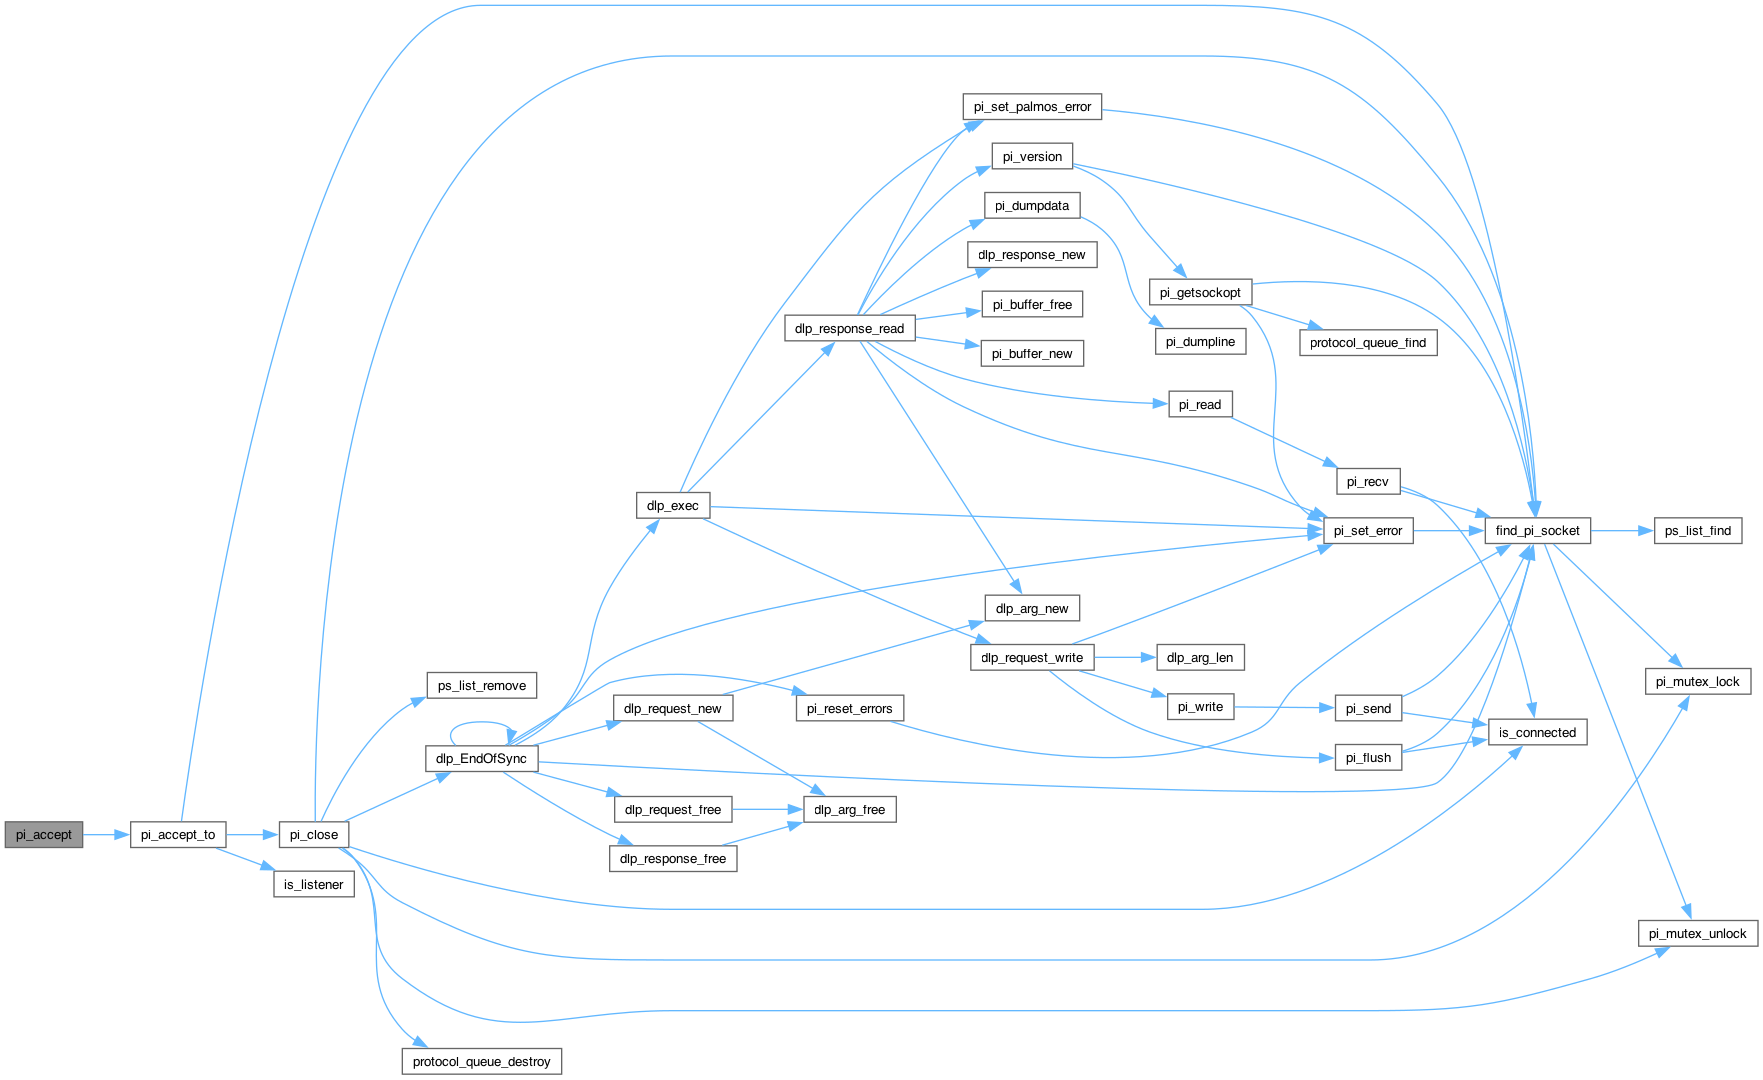 pi_set_palmos_error
pi_version
pi_dumpdata
dlp_response_new
pi_getsockopt
pi_buffer_free
dlp_response_read
pi_dumpline
protocol_queue_find
pi_buffer_new
pi_read
pi_recv
dlp_exec
pi_set_error
find_pi_socket
ps_list_find
dlp_arg_new
dlp_request_write
dlp_arg_len
ps_list_remove
pi_mutex_lock
dlp_request_new
pi_reset_errors
pi_write
pi_send
is_connected
dlp_EndOfSync
pi_flush
dlp_request_free
dlp_arg_free
pi_accept
pi_accept_to
pi_close
dlp_response_free
is_listener
pi_mutex_unlock
protocol_queue_destroy